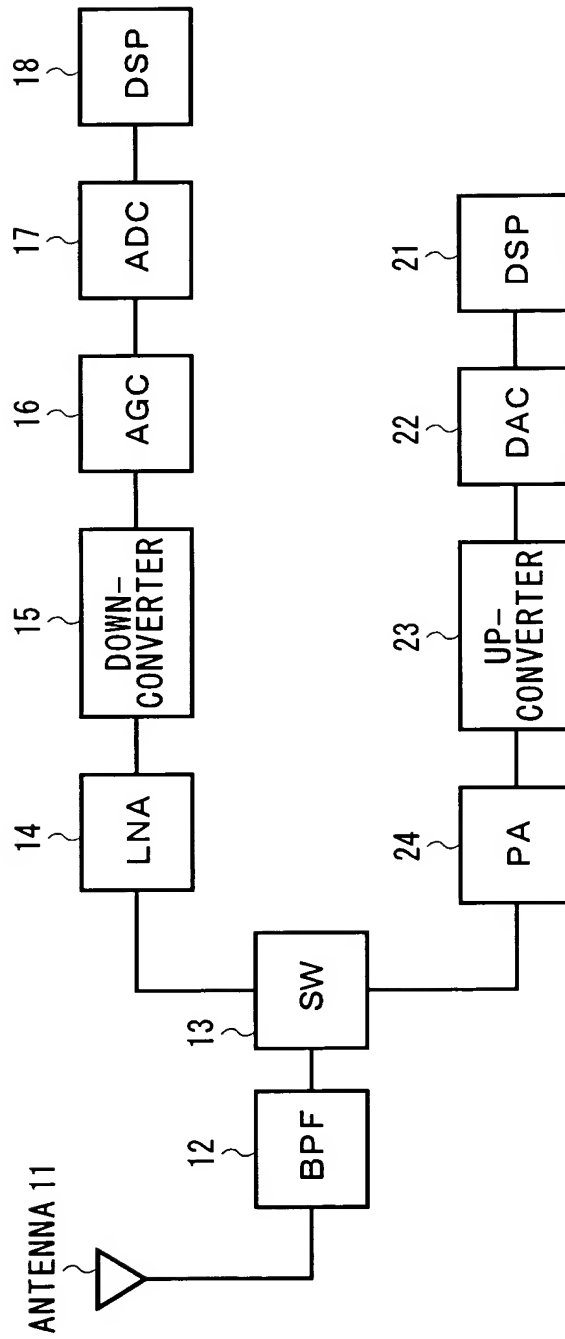 ANTENNA 11
12
BPF
13
SW
14
LNA
15
DOWN-
CONVERTER
16
AGC
17
ADC
18
DSP
24
PA
23
UP-
CONVERTER
22
DAC
21
DSP